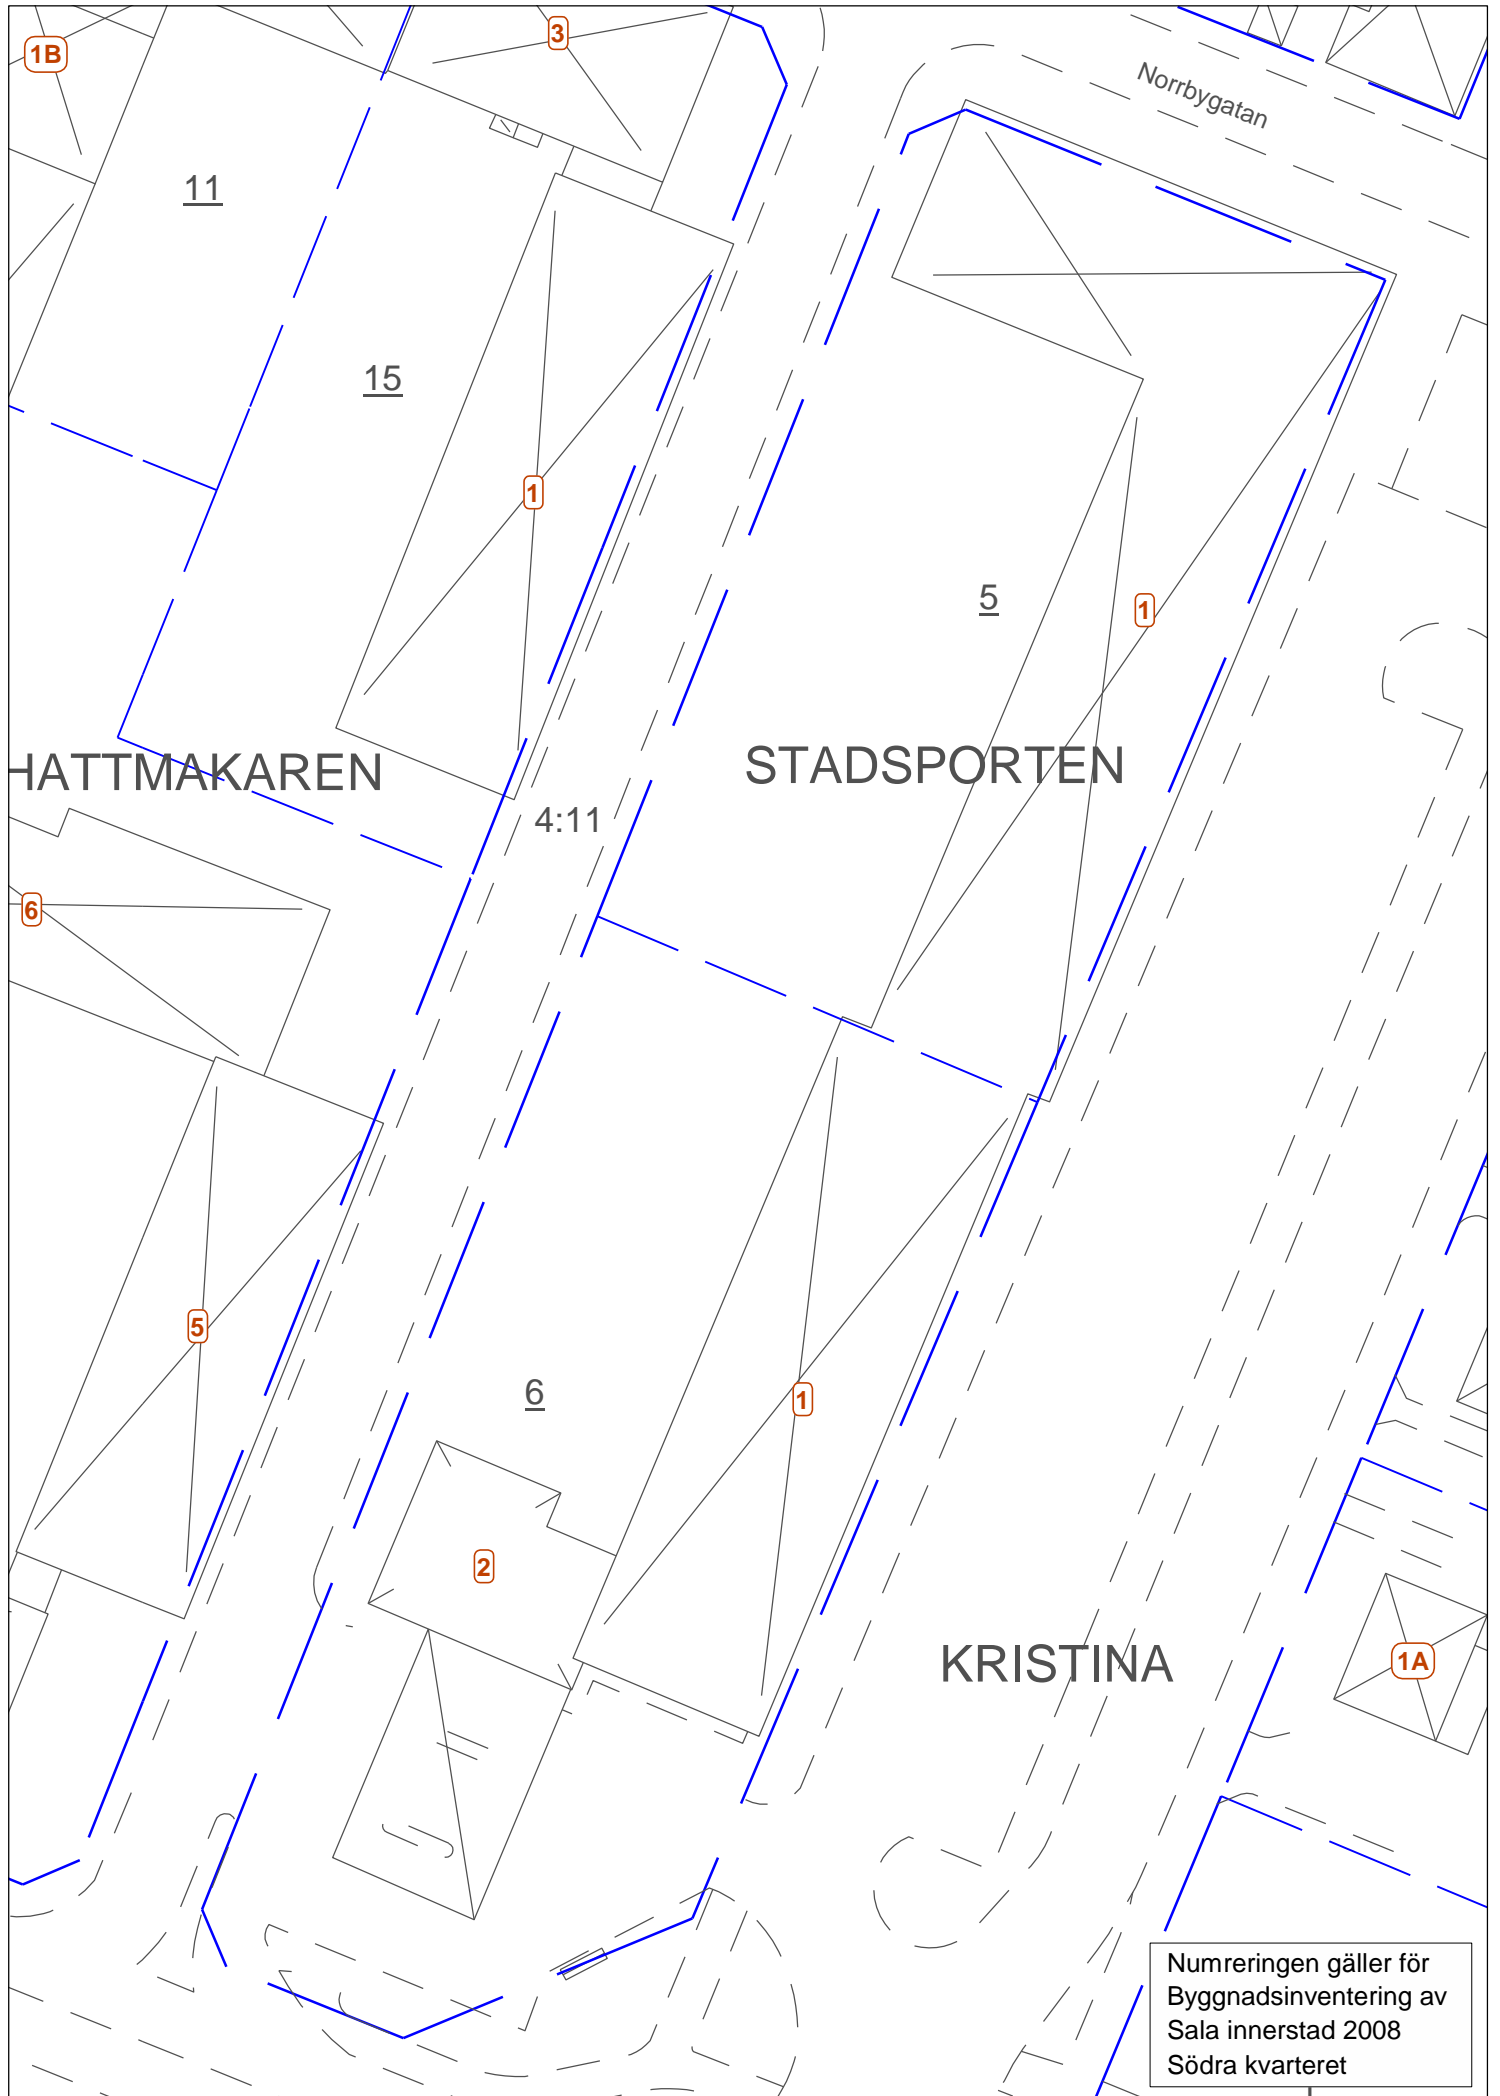 3
1B
Norrbygatan
11
15
1
5
1
HATTMAKAREN
STADSPORTEN
4:11
6
5
6
1
2
KRISTINA
1A
Numreringen gäller för
Byggnadsinventering av
Sala innerstad 2008
Södra kvarteret